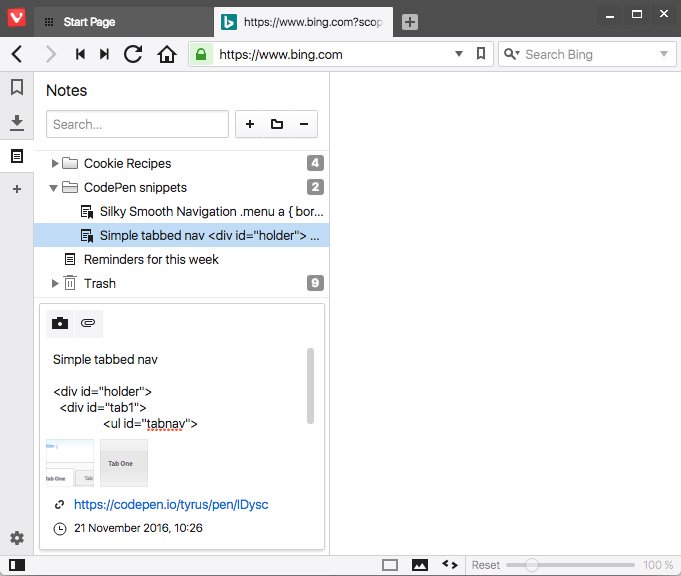 Start Page
https://www.bing.com?scop
https://www.bing.com
Search Bing
Notes
Search...
Cookie Recipes 4
CodePen snippets 2
Silky Smooth Navigation .menu a { bor...
Simple tabbed nav <div id="holder"> ...
Reminders for this week
Trash 9
Simple tabbed nav
<div id="holder">
<div id="tab1">
<ul id="tabnav">
Tab One
Tab
Tab One
https://codepen.io/tyrus/pen/lDysc
21 November 2016, 10:26
Reset 100 %